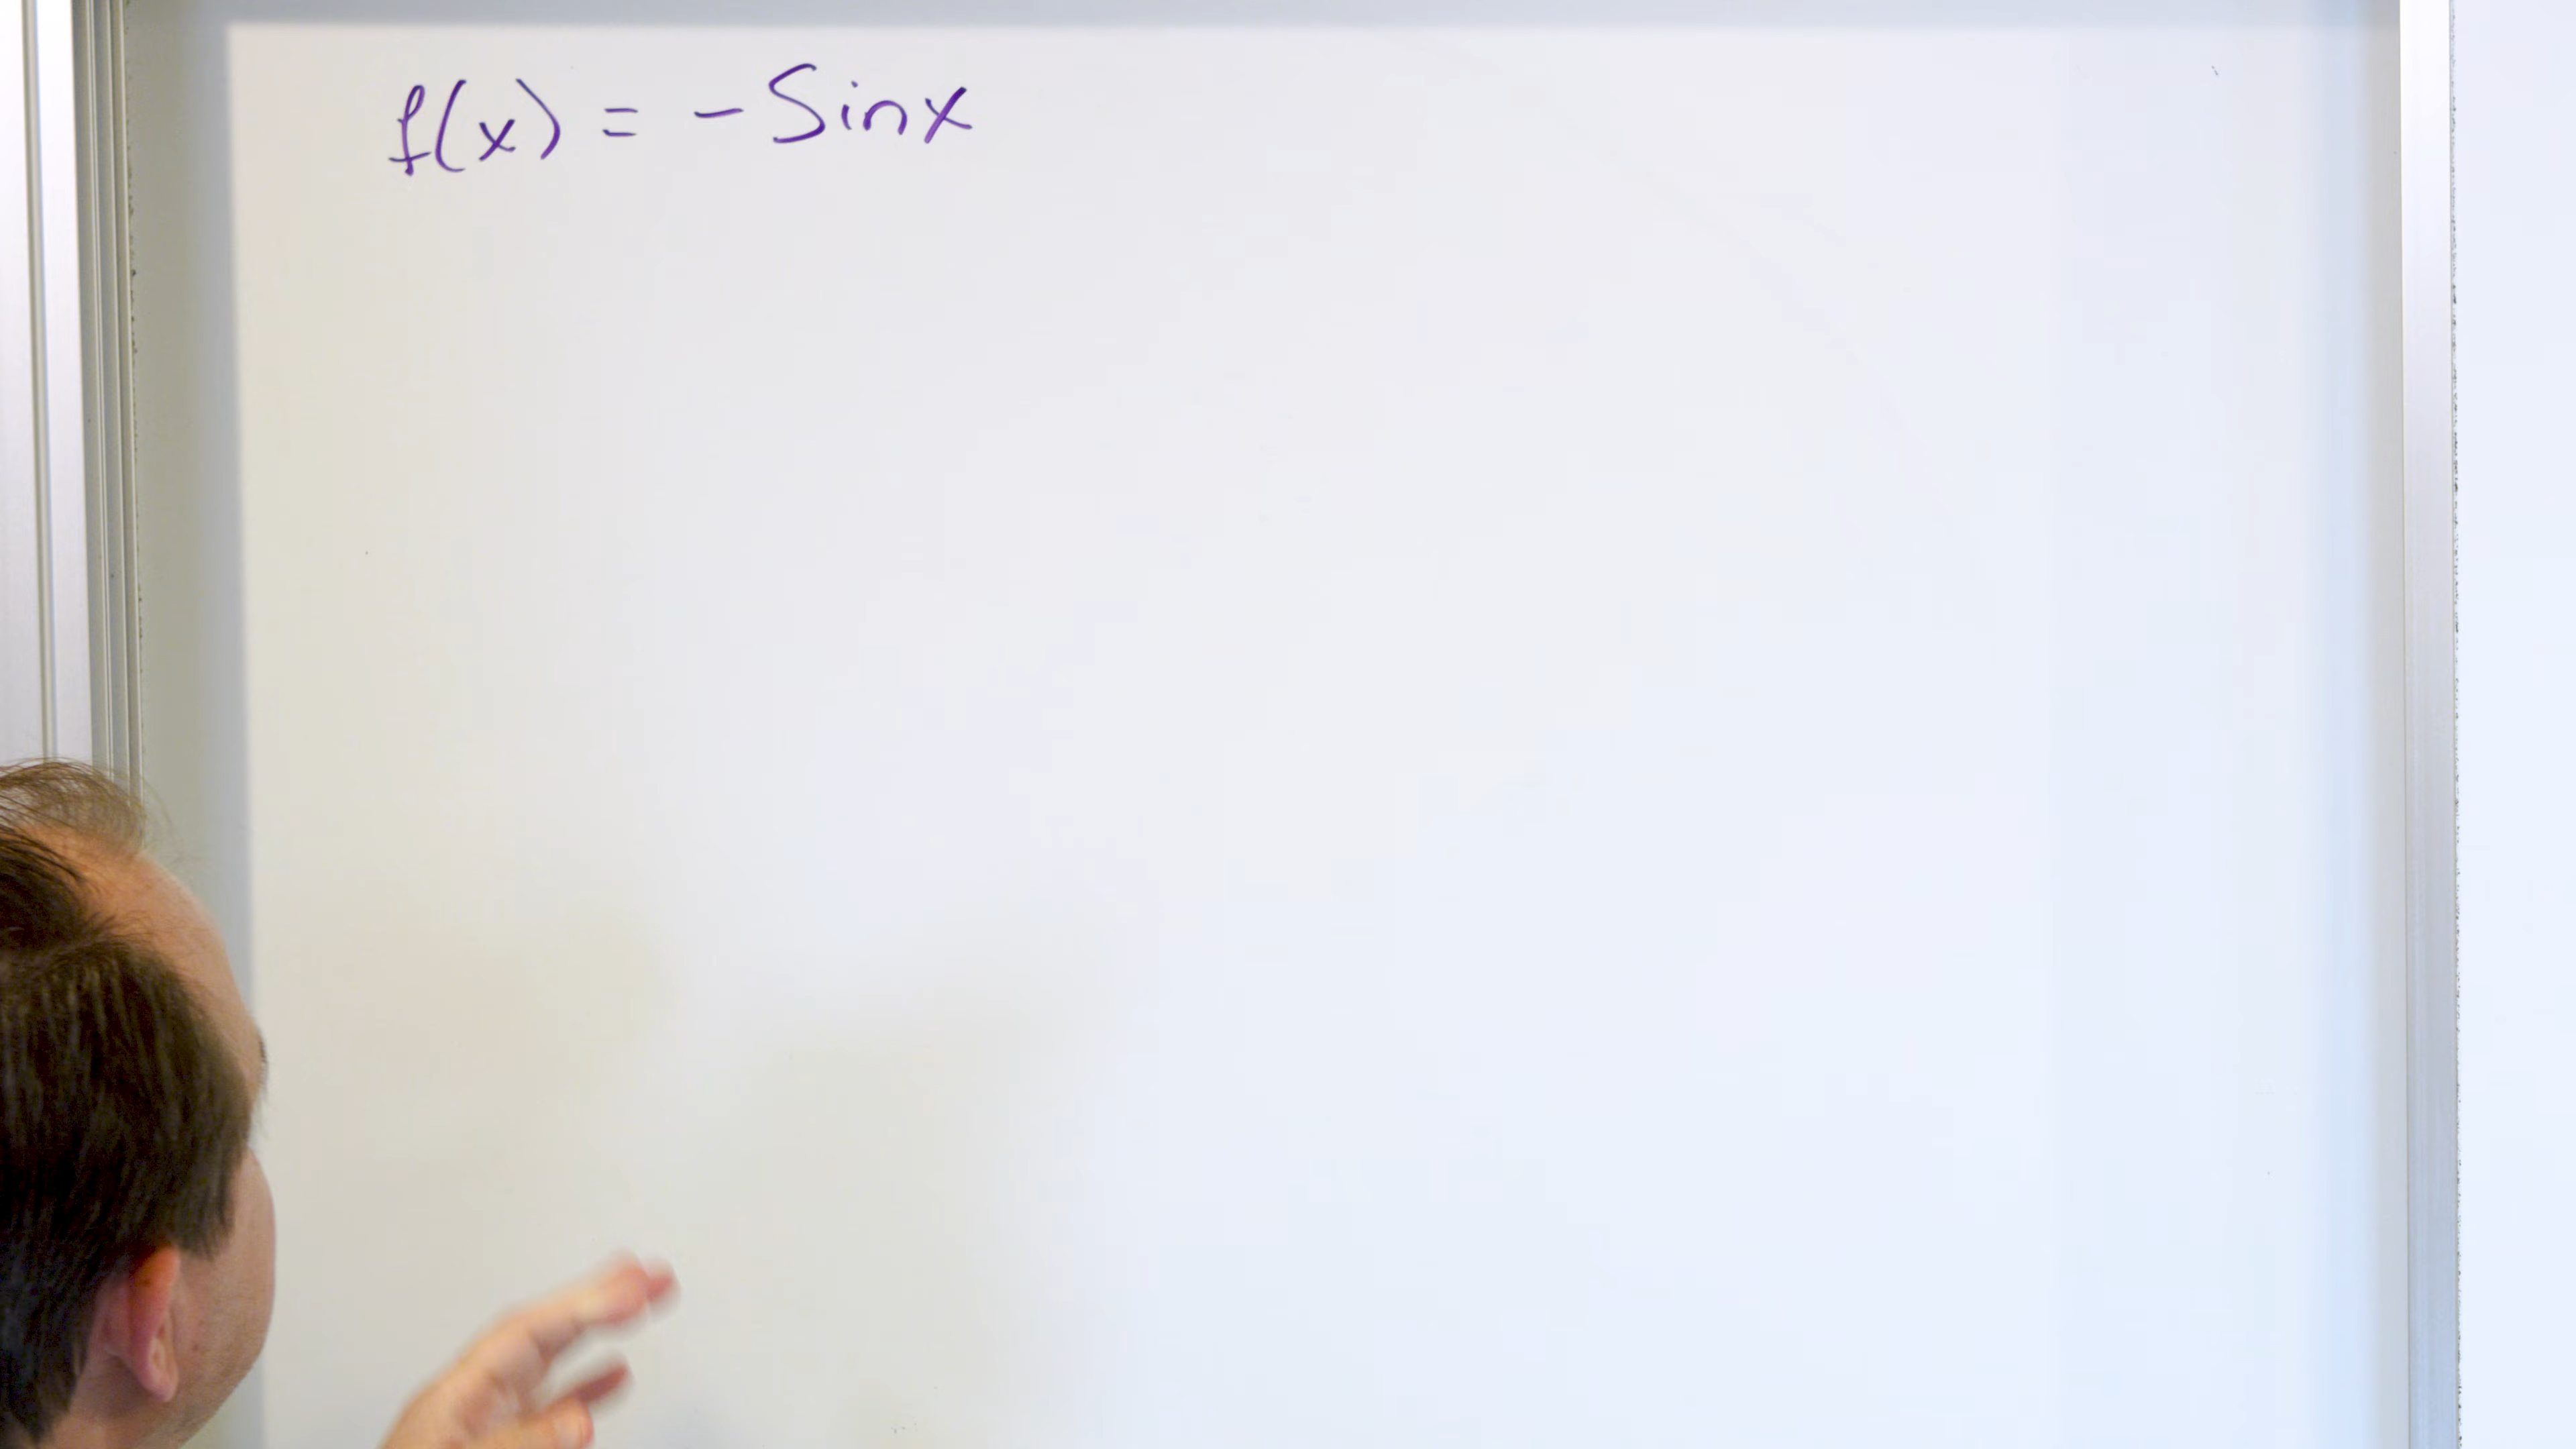 f(x) = - Sinx